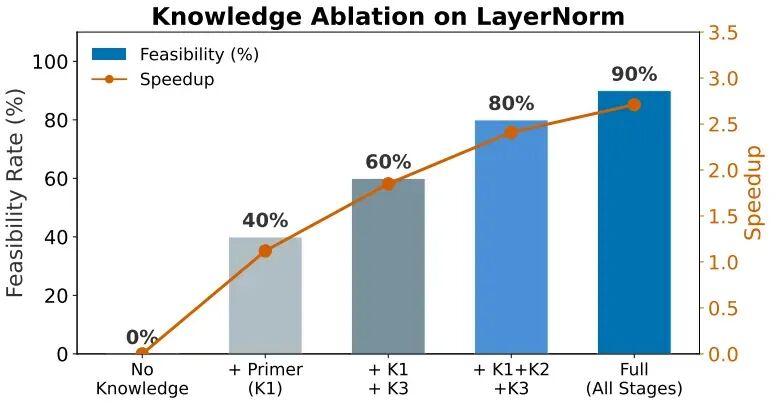 Knowledge Ablation on LayerNorm
Feasibility (%)
Speedup
Feasibility Rate (%)
100
80
60
40
20
0
0%
40%
60%
80%
90%
3.5
3.0
2.5
2.0
1.5
1.0
0.5
0.0
Speedup
No
Knowledge
+ Primer
(K1)
+ K1
+ K3
+ K1+K2
+K3
Full
(All Stages)